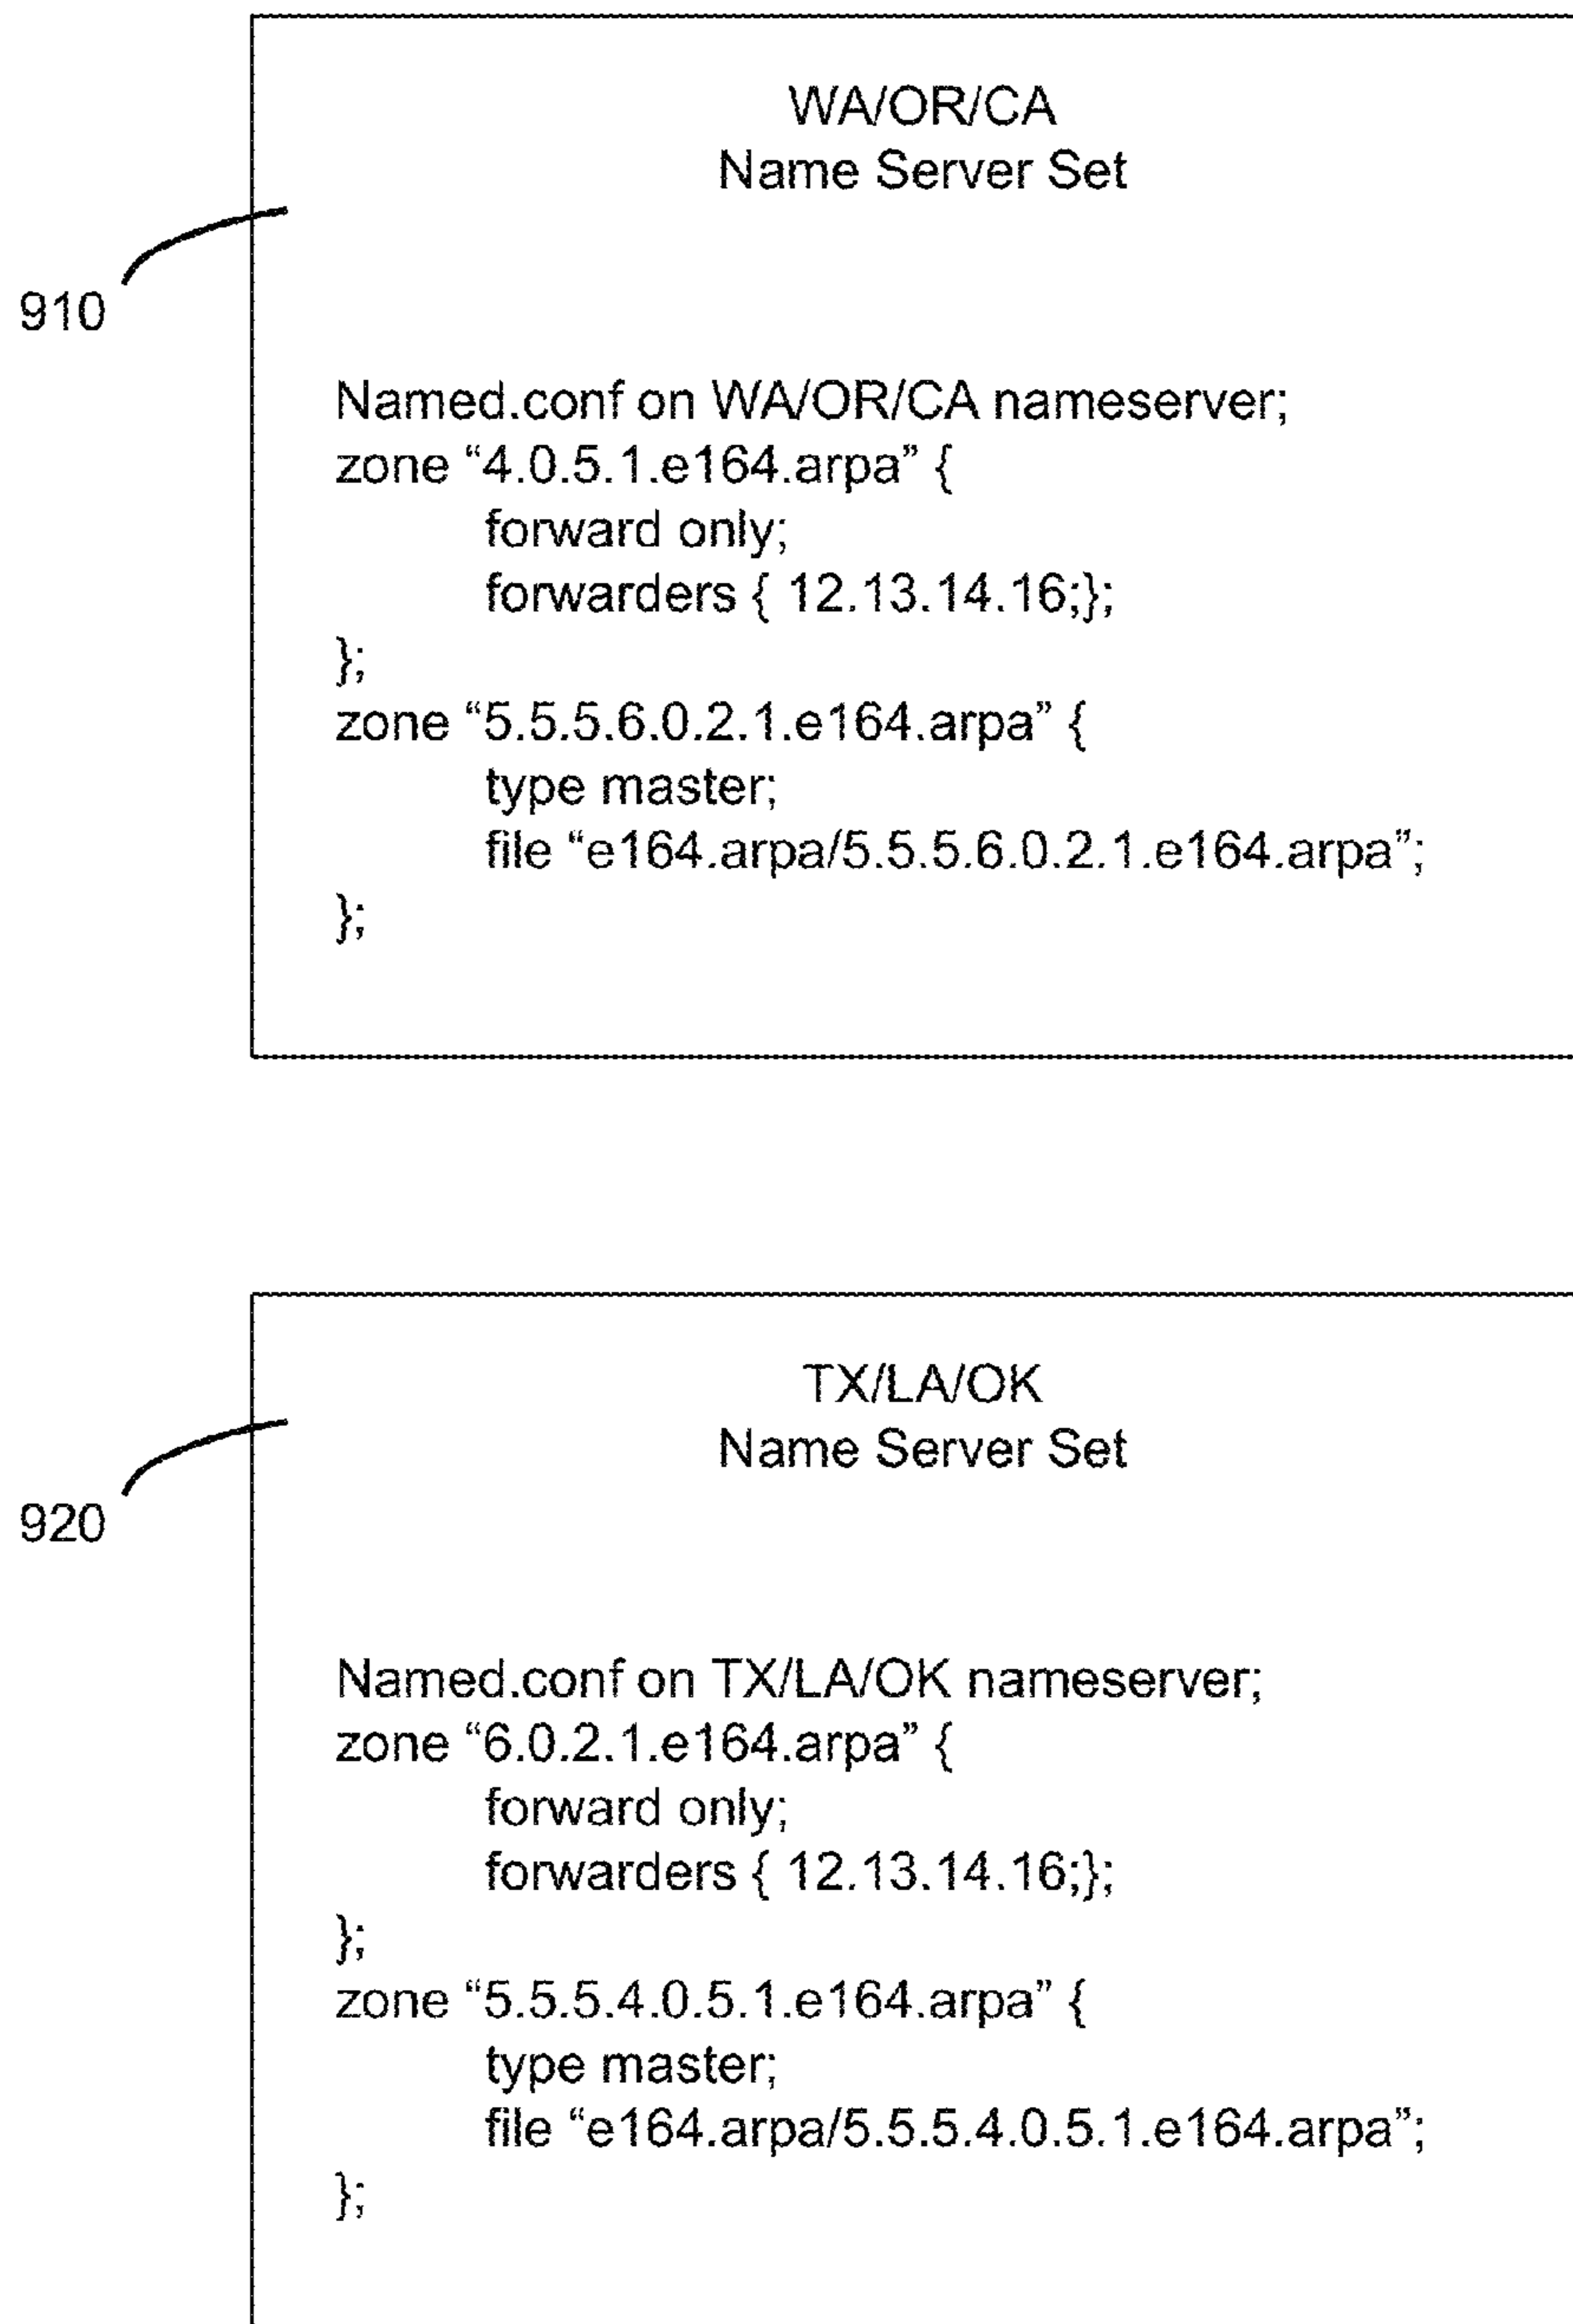 WA/OR/CA
Name Server Set
910
Named.conf on WA/OR/CA nameserver;
zone “4.0.5.1.e164.arpa” {
forward only;
forwarders { 12.13.14.16;};
};
zone “5.5.5.6.0.2.1.e164.arpa” {
type master;
file “e164.arpa/5.5.5.6.0.2.1.e164.arpa”;
};
TX/LA/OK
Name Server Set
920
Named.conf on TX/LA/OK nameserver;
zone “6.0.2.1.e164.arpa” {
forward only;
forwarders { 12.13.14.16;};
};
zone “5.5.5.4.0.5.1.e164.arpa” {
type master;
file “e164.arpa/5.5.5.4.0.5.1.e164.arpa”;
};